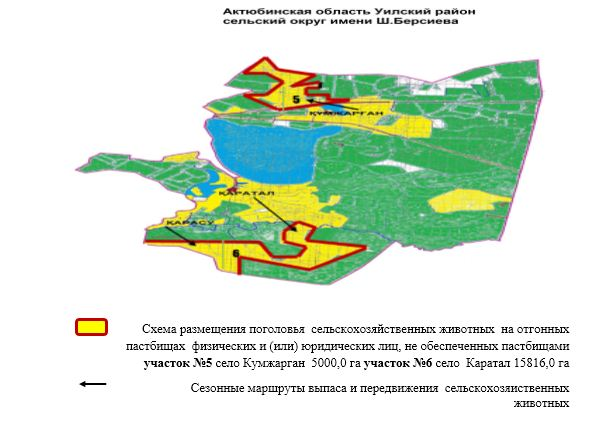 Актюбинская область Уилский район
сельский округ имени Ш.Берсиева
5
КУМЖАРГАН
КАРАТАЛ
КАРАСУ
6
Схема размещения поголовья сельскохозяйственных животных на отгонных
пастбищах физических и (или) юридических лиц, не обеспеченных пастбищами
участок №5 село Кумжарган 5000,0 га участок №6 село Каратал 15816,0 га
Сезонные маршруты выпаса и передвижения сельскохозяиственных
животных